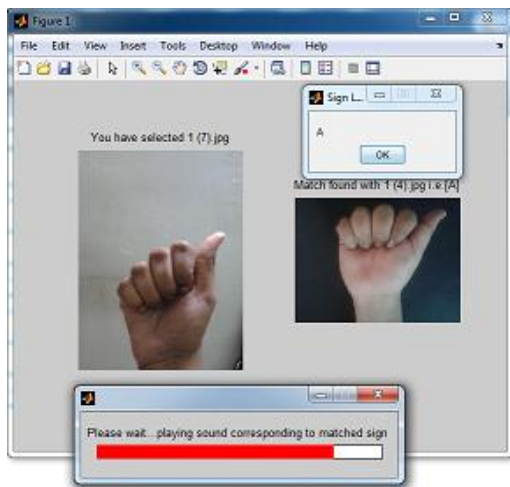 Figure 1
File Edit View Insert Tools Desktop Window Help
Sign L...
A
OK
You have selected 1 (7).jpg
Match found with 1 (4).jpg i.e:[A]
Please wait...playing sound corresponding to matched sign